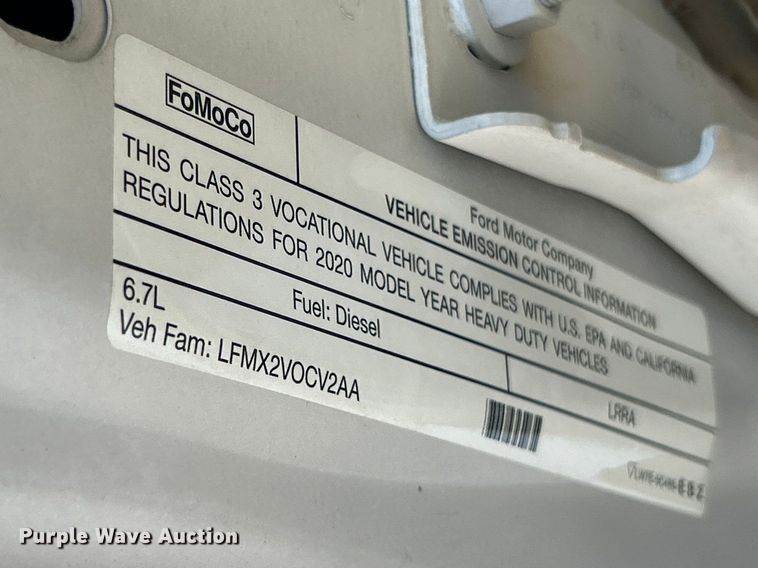 FoMoCo
Ford Motor Company
VEHICLE EMISSION CONTROL INFORMATION
THIS CLASS 3 VOCATIONAL VEHICLE COMPLIES WITH U.S. EPA AND CALIFORNIA
REGULATIONS FOR 2020 MODEL YEAR HEAVY DUTY VEHICLES
6.7L
Fuel: Diesel
LRRA
Veh Fam: LFMX2VOCV2AA
Purple Wave Auction